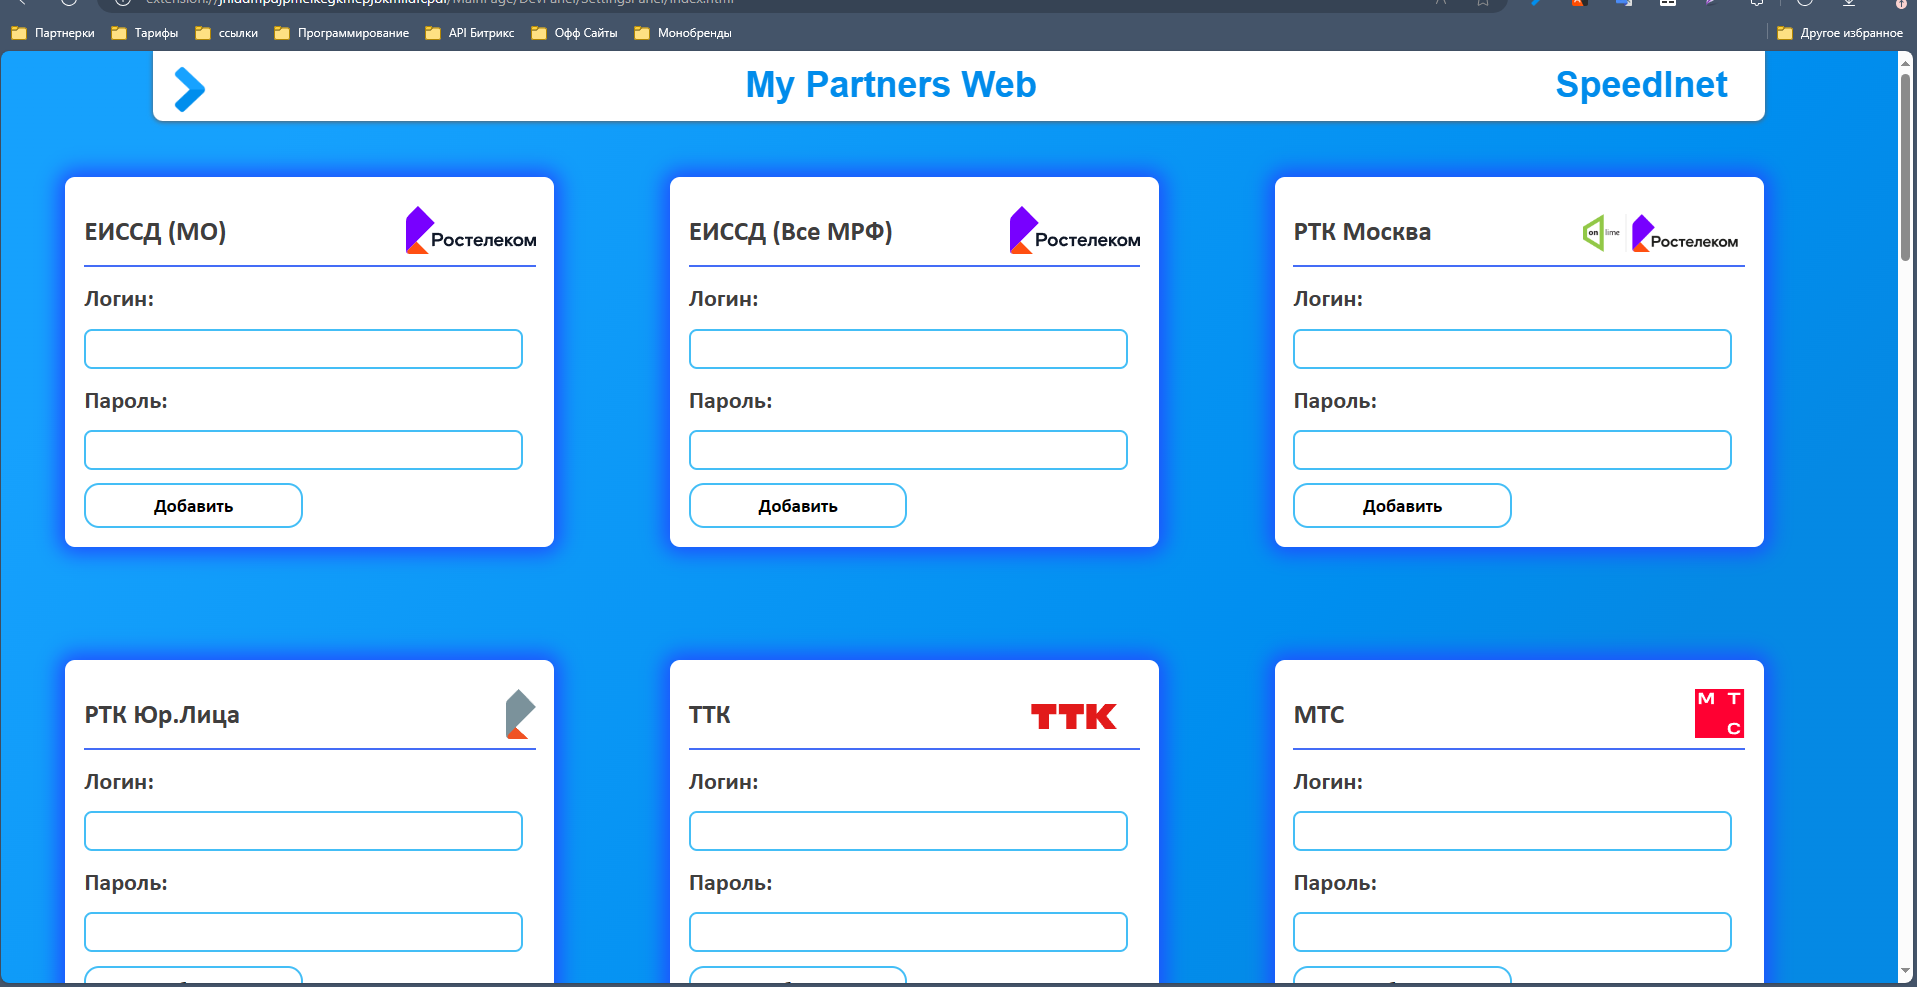 Партнерки Тарифы ссылки Программирование API Битрикс Офф Сайты Монобренды Другое избранное
My Partners Web SpeedInet
ЕИССД (МО) Ростелеком ЕИССД (Все МРФ) Ростелеком РТК Москва on lime Ростелеком
Логин: Логин: Логин:
Пароль: Пароль: Пароль:
Добавить Добавить Добавить
РТК Юр.Лица ТТК ТТК МТС М Т С
Логин: Логин: Логин:
Пароль: Пароль: Пароль: